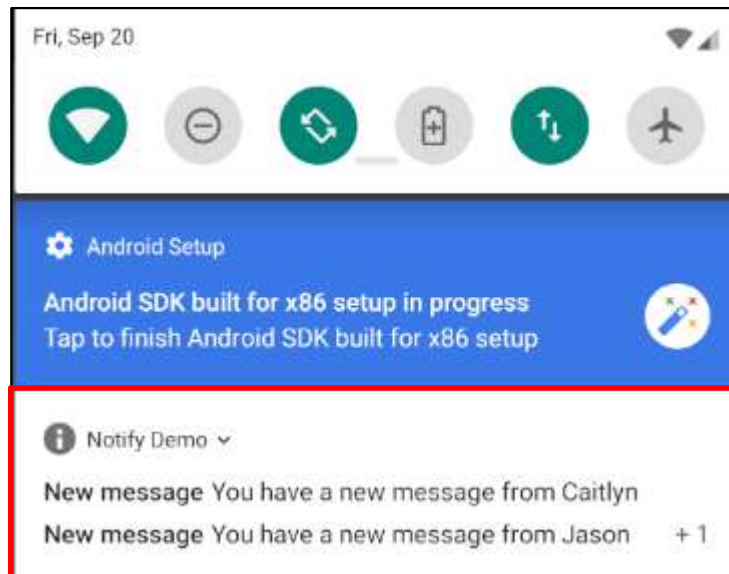 Fri, Sep 20
Android Setup
Android SDK built for x86 setup in progress
Tap to finish Android SDK built for x86 setup
Notify Demo
New message You have a new message from Caitlyn
New message You have a new message from Jason + 1